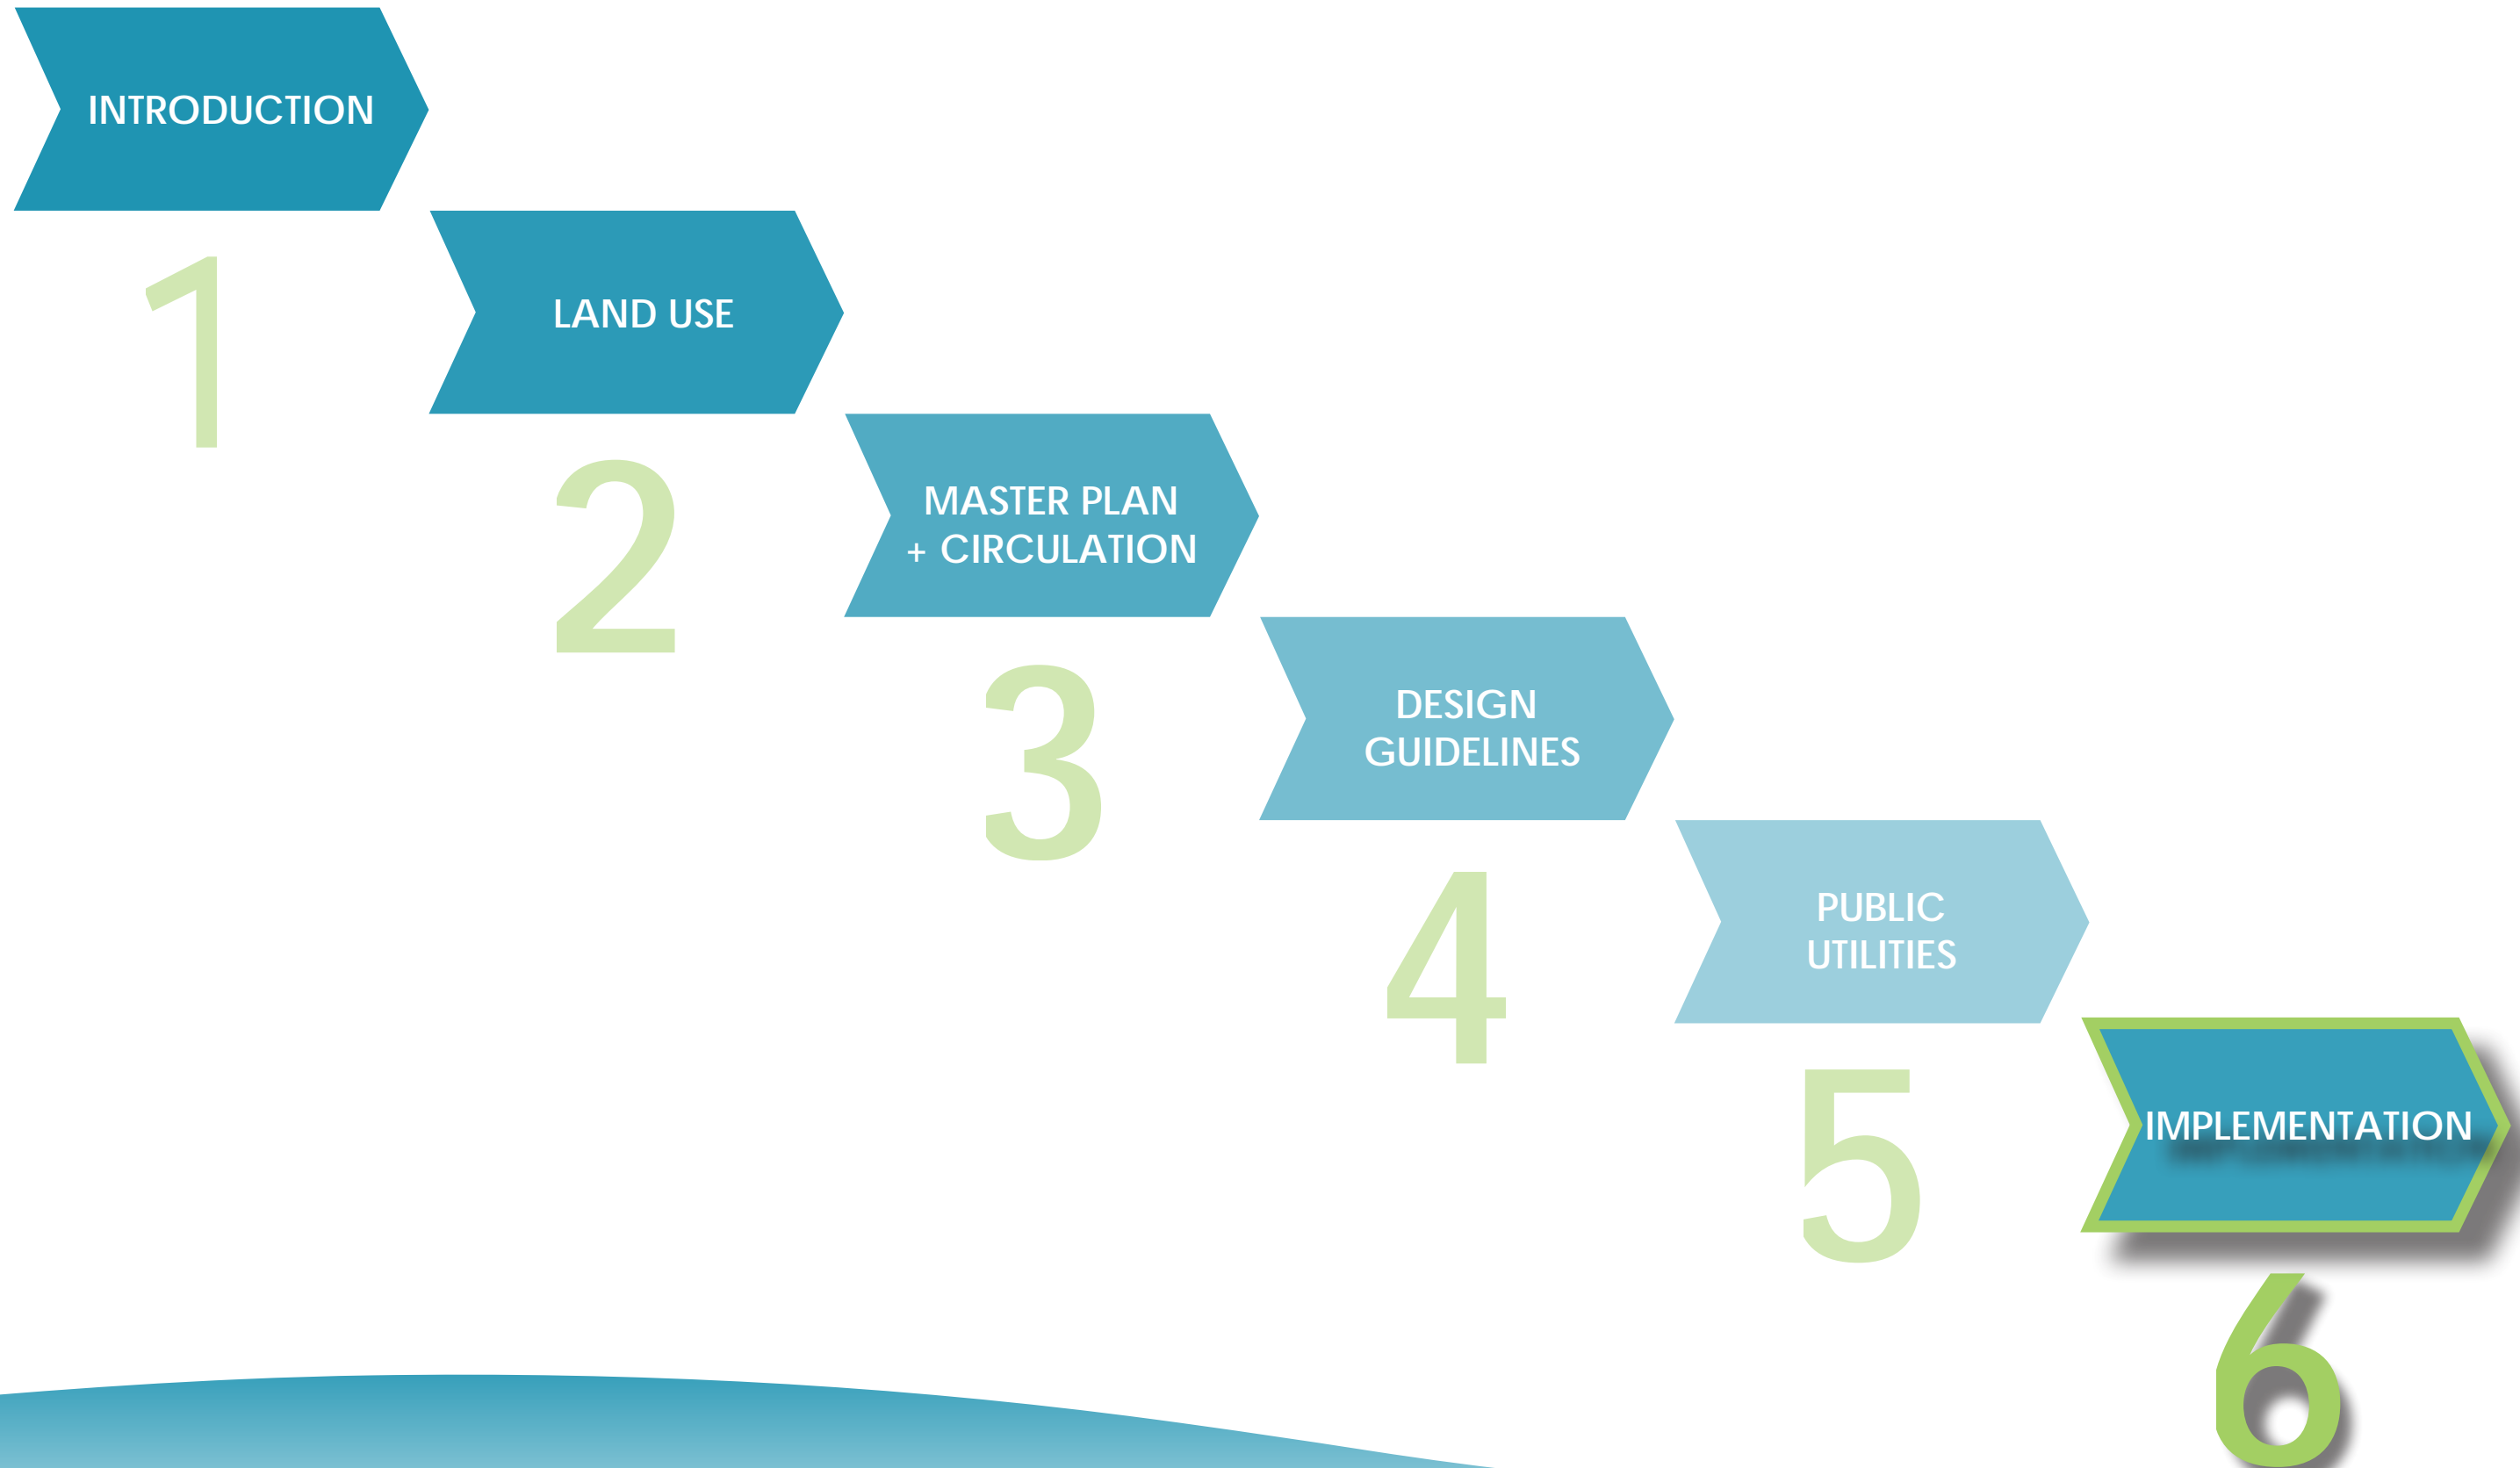 INTRODUCTION
1
LAND USE
2
MASTER PLAN
+ CIRCULATION
3
DESIGN
GUIDELINES
4
PUBLIC
UTILITIES
5
IMPLEMENTATION
6